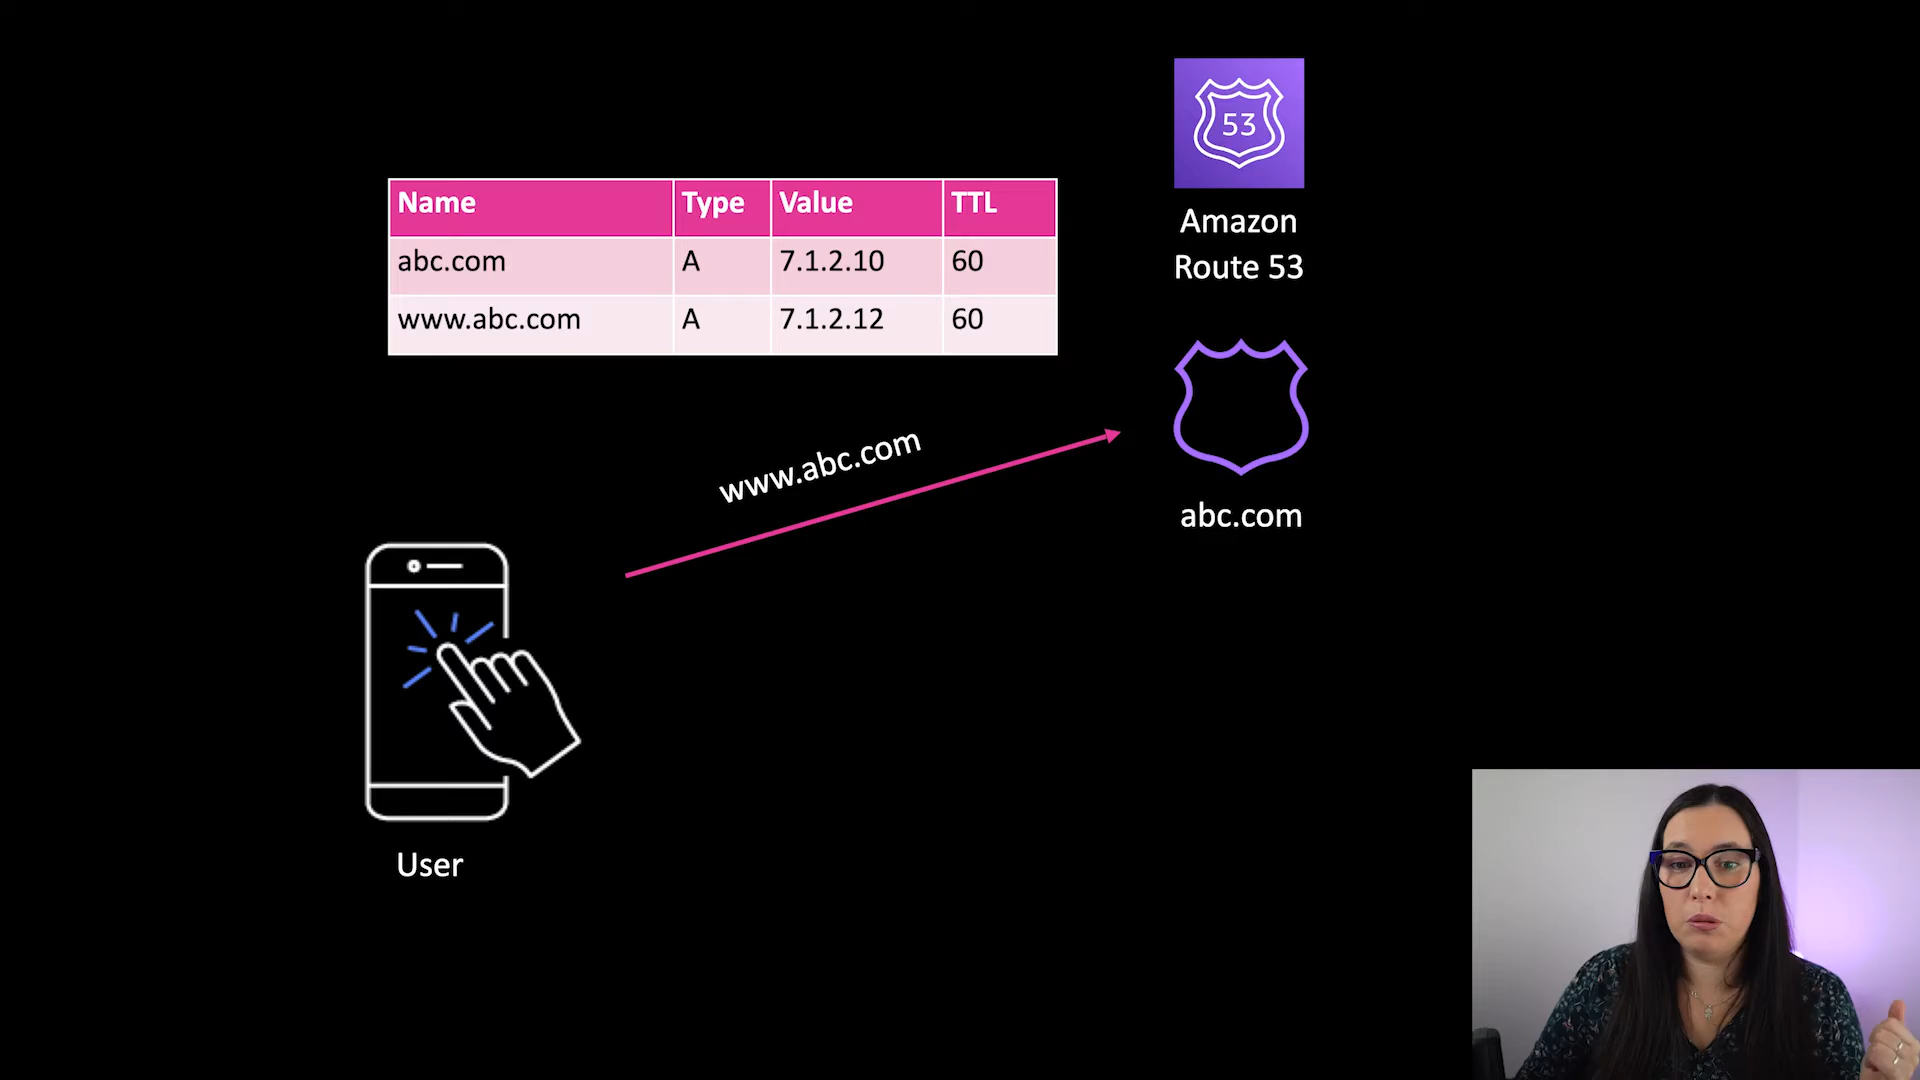 53
Amazon
Route 53
Name Type Value TTL
abc.com A 7.1.2.10 60
www.abc.com A 7.1.2.12 60
www.abc.com
abc.com
User